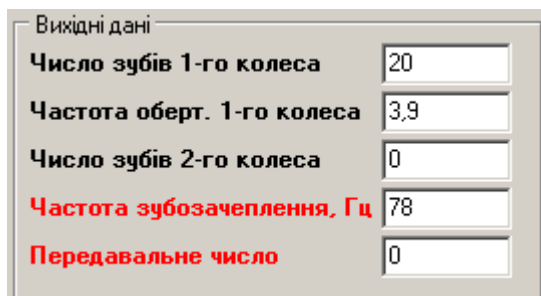 Вихідні дані
Число зубів 1-го колеса 20
Частота оберт. 1-го колеса 3,9
Число зубів 2-го колеса 0
Частота зубозачеплення, Гц 78
Передавальне число 0